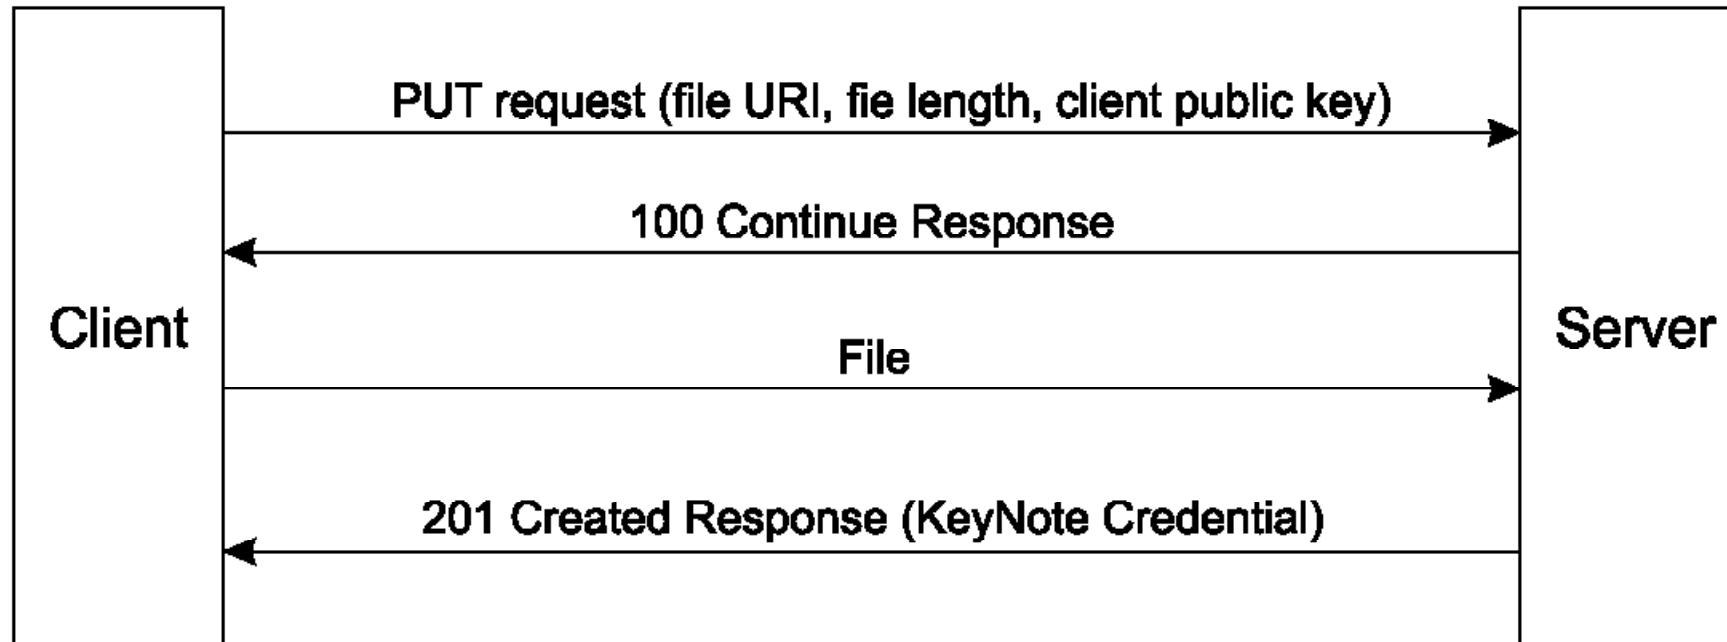 PUT request (file URI, fie length, client public key)
100 Continue Response
Client
Server
File
201 Created Response (KeyNote Credential)